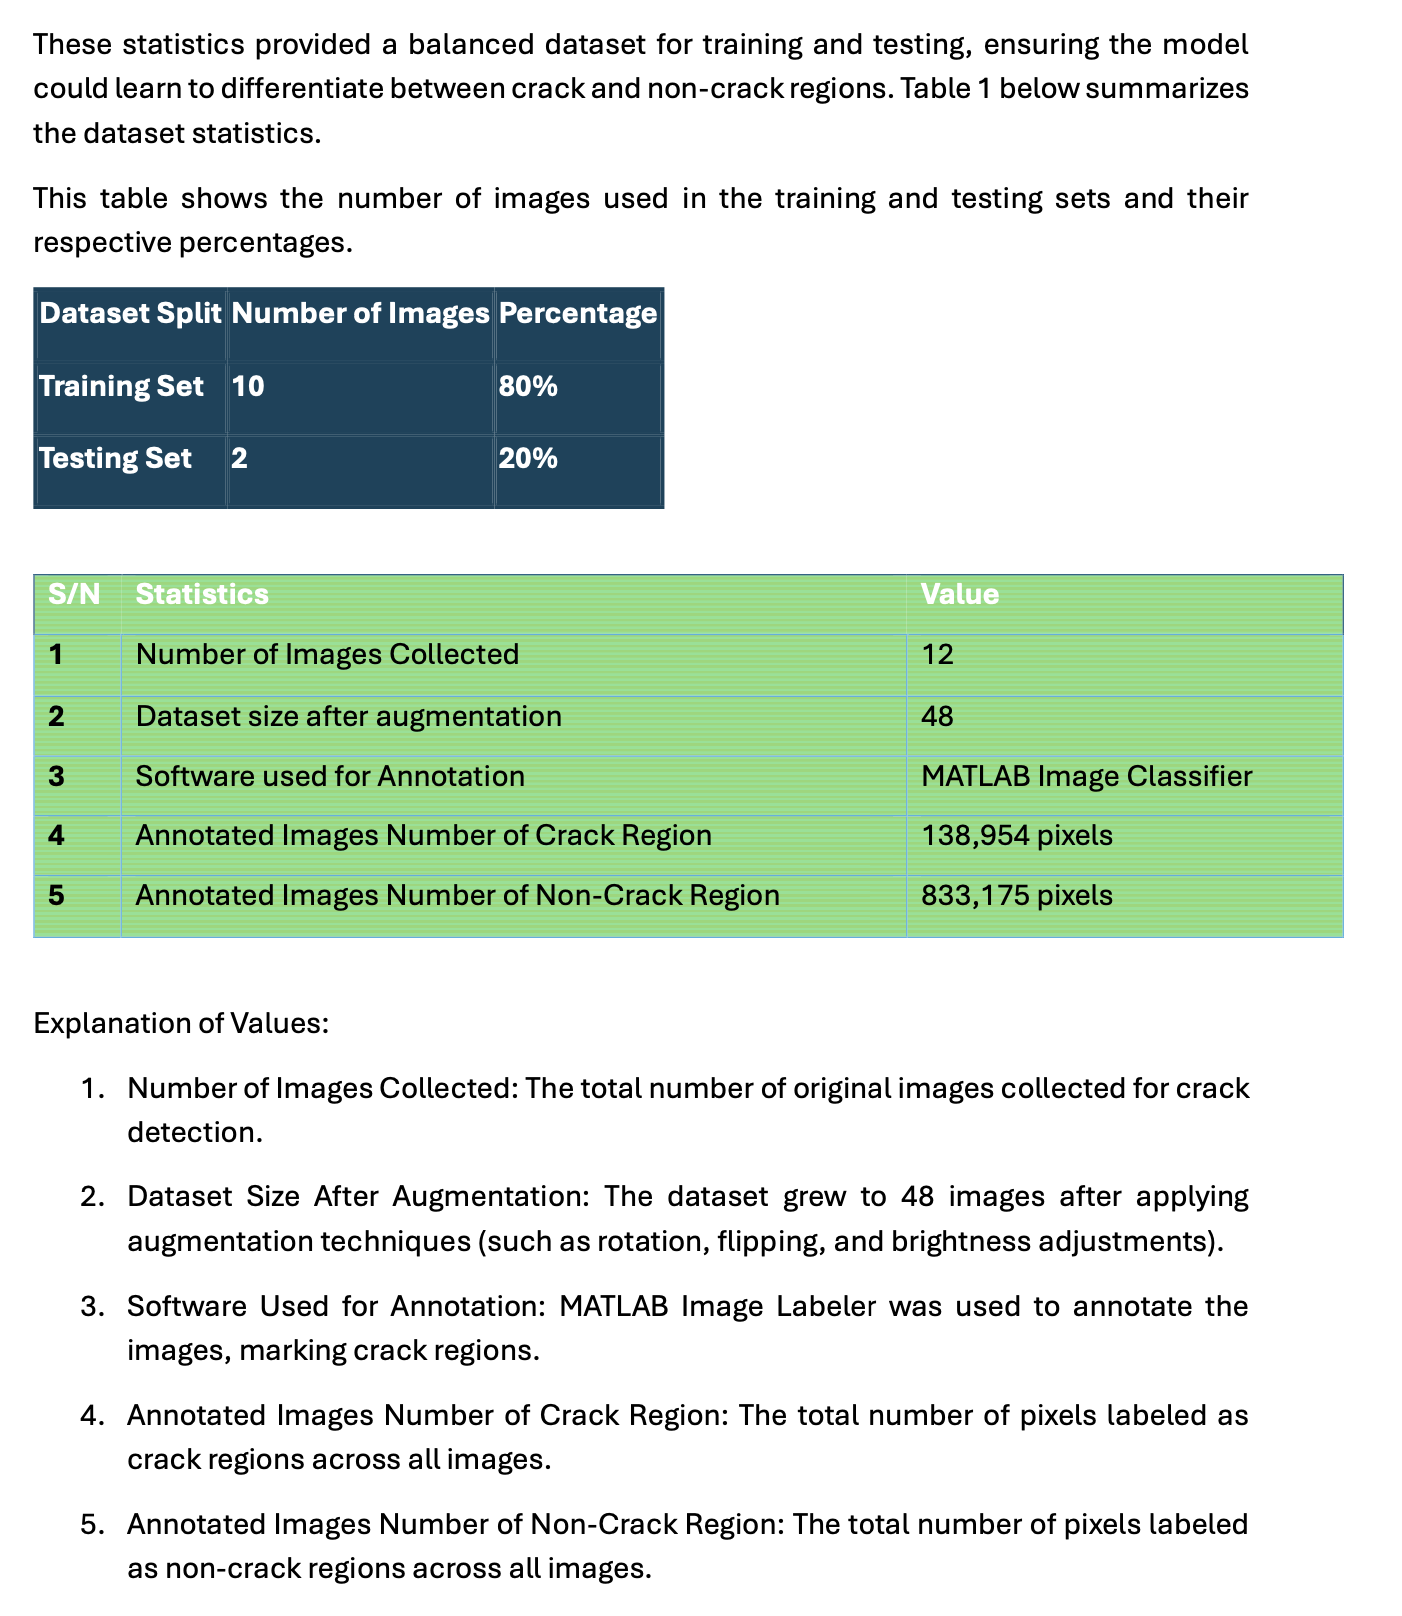 These statistics provided a balanced dataset for training and testing, ensuring the model
could learn to differentiate between crack and non-crack regions. Table 1 below summarizes
the dataset statistics.
This table shows the number of images used in the training and testing sets and their
respective percentages.
Dataset Split Number of Images Percentage
Training Set 10 80%
Testing Set 2 20%
S/N Statistics Value
1 Number of Images Collected 12
2 Dataset size after augmentation 48
3 Software used for Annotation MATLAB Image Classifier
4 Annotated Images Number of Crack Region 138,954 pixels
5 Annotated Images Number of Non-Crack Region 833,175 pixels
Explanation of Values:
1. Number of Images Collected: The total number of original images collected for crack
detection.
2. Dataset Size After Augmentation: The dataset grew to 48 images after applying
augmentation techniques (such as rotation, flipping, and brightness adjustments).
3. Software Used for Annotation: MATLAB Image Labeler was used to annotate the
images, marking crack regions.
4. Annotated Images Number of Crack Region: The total number of pixels labeled as
crack regions across all images.
5. Annotated Images Number of Non-Crack Region: The total number of pixels labeled
as non-crack regions across all images.